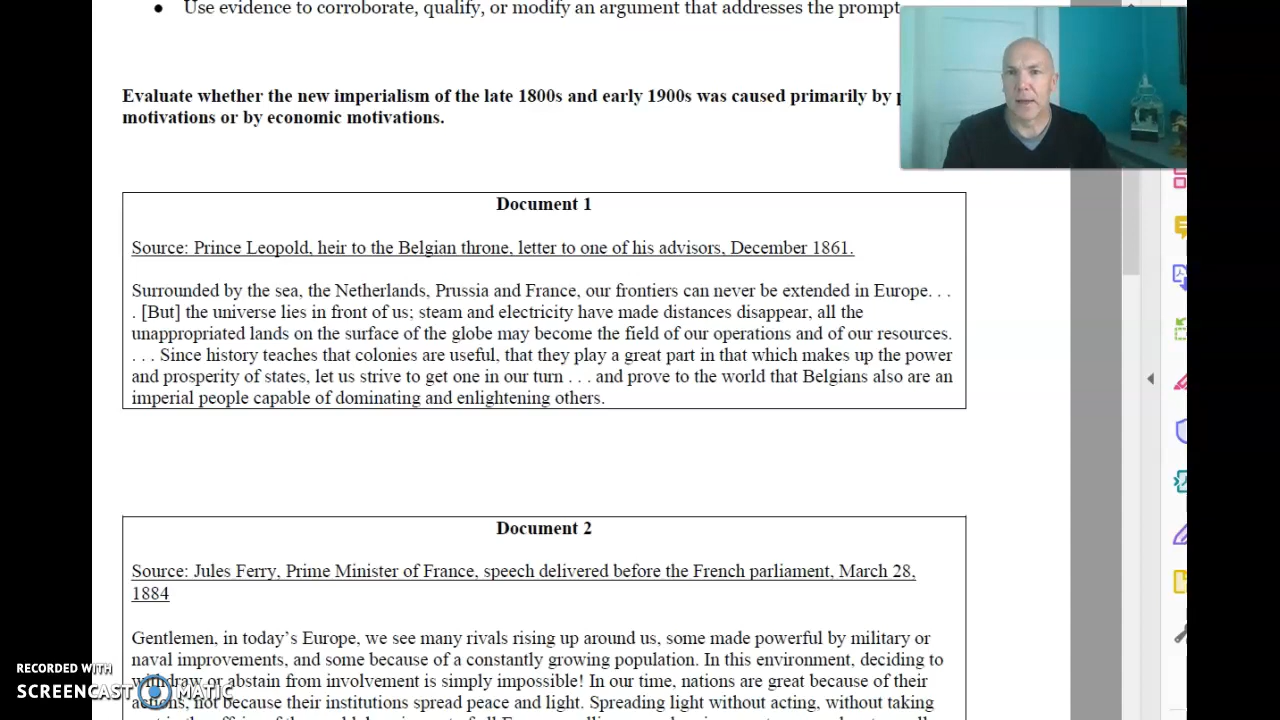 Use evidence to corroborate, qualify, or modify an argument that addresses the prompt
Evaluate whether the new imperialism of the late 1800s and early 1900s was caused primarily by
motivations or by economic motivations.
Document 1
Source: Prince Leopold, heir to the Belgian throne, letter to one of his advisors, December 1861.
Surrounded by the sea, the Netherlands, Prussia and France, our frontiers can never be extended in Europe. . .
. [But] the universe lies in front of us; steam and electricity have made distances disappear, all the
unappropriated lands on the surface of the globe may become the field of our operations and of our resources.
. . . Since history teaches that colonies are useful, that they play a great part in that which makes up the power
and prosperity of states, let us strive to get one in our turn . . . and prove to the world that Belgians also are an
imperial people capable of dominating and enlightening others.
Document 2
Source: Jules Ferry, Prime Minister of France, speech delivered before the French parliament, March 28,
1884
Gentlemen, in today's Europe, we see many rivals rising up around us, some made powerful by military or
naval improvements, and some because of a constantly growing population. In this environment, deciding to
withdraw or abstain from involvement is simply impossible! In our time, nations are great because of their
actions, not because their institutions spread peace and light. Spreading light without acting, without taking
RECORDED WITH
SCREENCAST MATIC